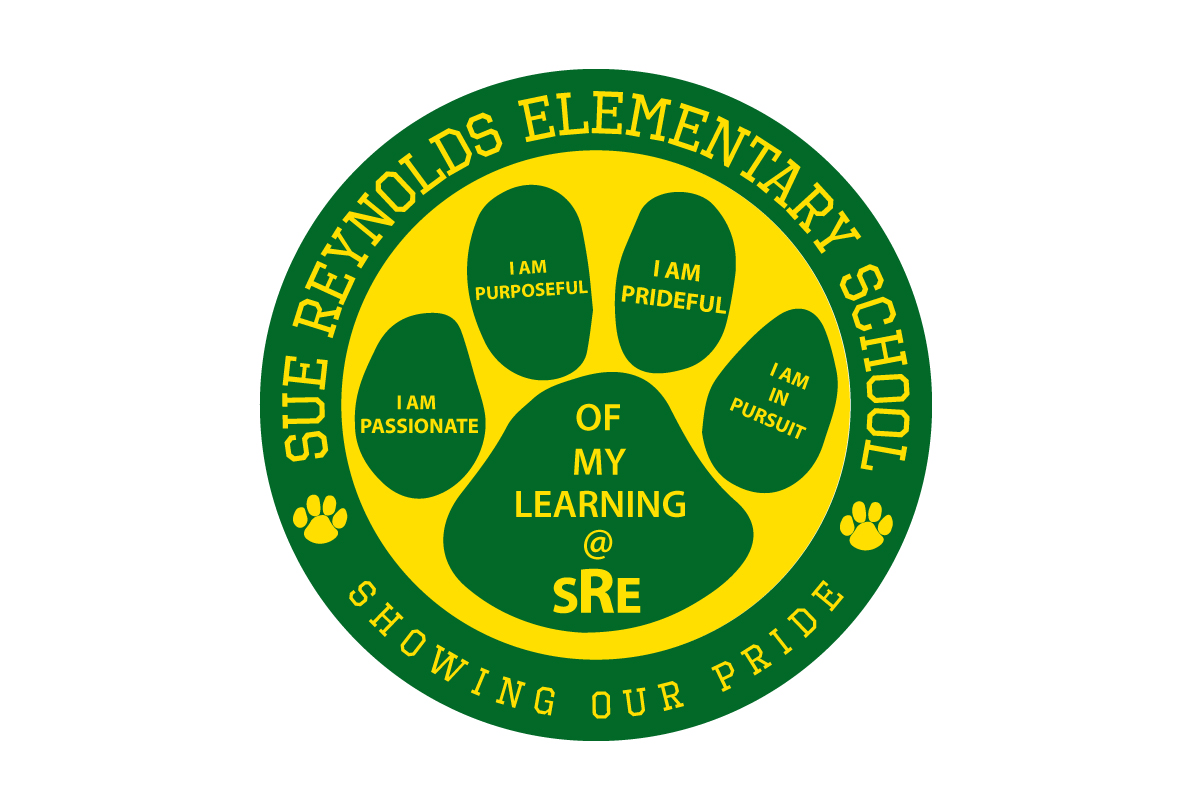 SUE REYNOLDS ELEMENTARY SCHOOL
I AM
PASSIONATE
I AM
PURPOSEFUL
I AM
PRIDEFUL
I AM
IN
PURSUIT
OF
MY
LEARNING
@
SRE
SHOWING OUR PRIDE